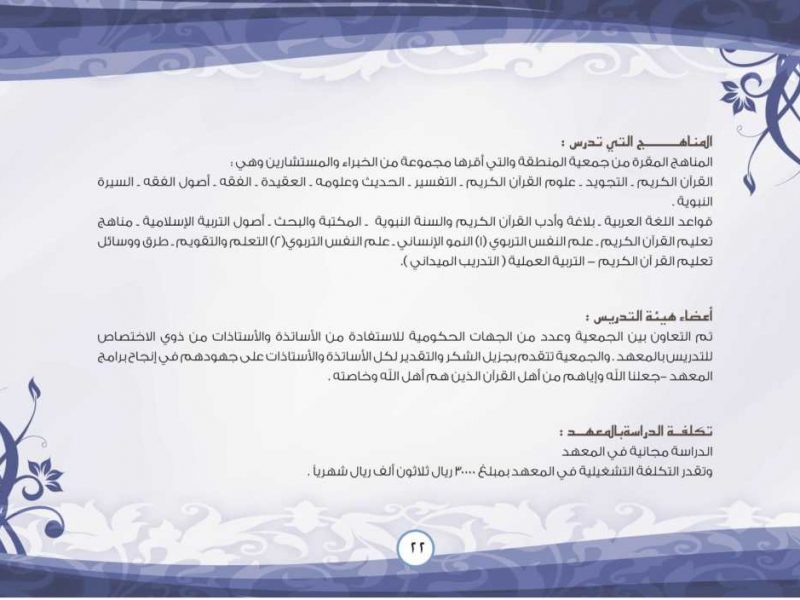 المناهج التي تدرس :
المناهج المقرة من جمعية المنطقة والتي أقرها مجموعة من الخبراء والمستشارين وهي :
القرآن الكريم ـ التجويد ـ علوم القرآن الكريم ـ التفسير ـ الحديث وعلومه ـ العقيدة ـ الفقه ـ أصول الفقه ـ السيرة
النبوية .
قواعد اللغة العربية ـ بلاغة وأدب القرآن الكريم والسنة النبوية ـ المكتبة والبحث ـ أصول التربية الإسلامية ـ مناهج
تعليم القرآن الكريم ـ علم النفس التربوي (١) النمو الإنساني ـ علم النفس التربوي(٢) التعلم والتقويم ـ طرق ووسائل
تعليم القرآن الكريم – التربية العملية ( التدريب الميداني ).
أعضاء هيئة التدريس :
تم التعاون بين الجمعية وعدد من الجهات الحكومية للاستفادة من الأساتذة والأستاذات من ذوي الاختصاص
للتدريس بالمعهد . والجمعية تتقدم بجزيل الشكر والتقدير لكل الأساتذة والأستاذات على جهودهم في إنجاح برامج
المعهد –جعلنا الله وإياهم من أهل القرآن الذين هم أهل الله وخاصته .
تكلفة الدراسة بالمعهد :
الدراسة مجانية في المعهد
وتقدر التكلفة التشغيلية في المعهد بمبلغ ٣٠٠٠٠ ريال ثلاثون ألف ريال شهرياً .
٢٢